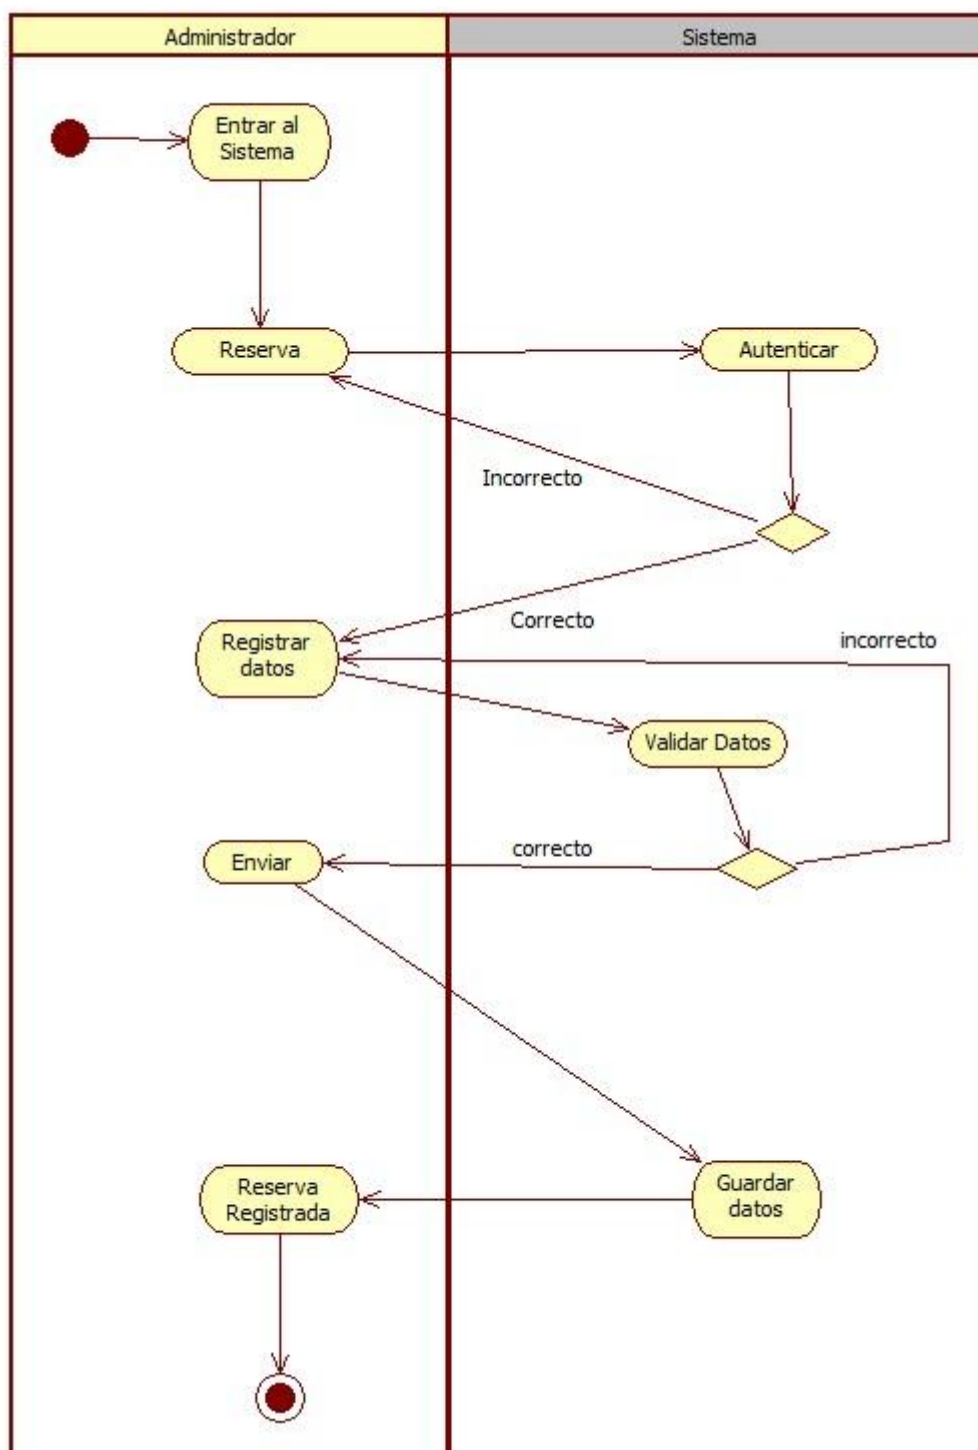 Administrador
Sistema
Entrar al
Sistema
Reserva
Autenticar
Incorrecto
Correcto
Registrar
datos
incorrecto
Validar Datos
Enviar
correcto
Reserva
Registrada
Guardar
datos